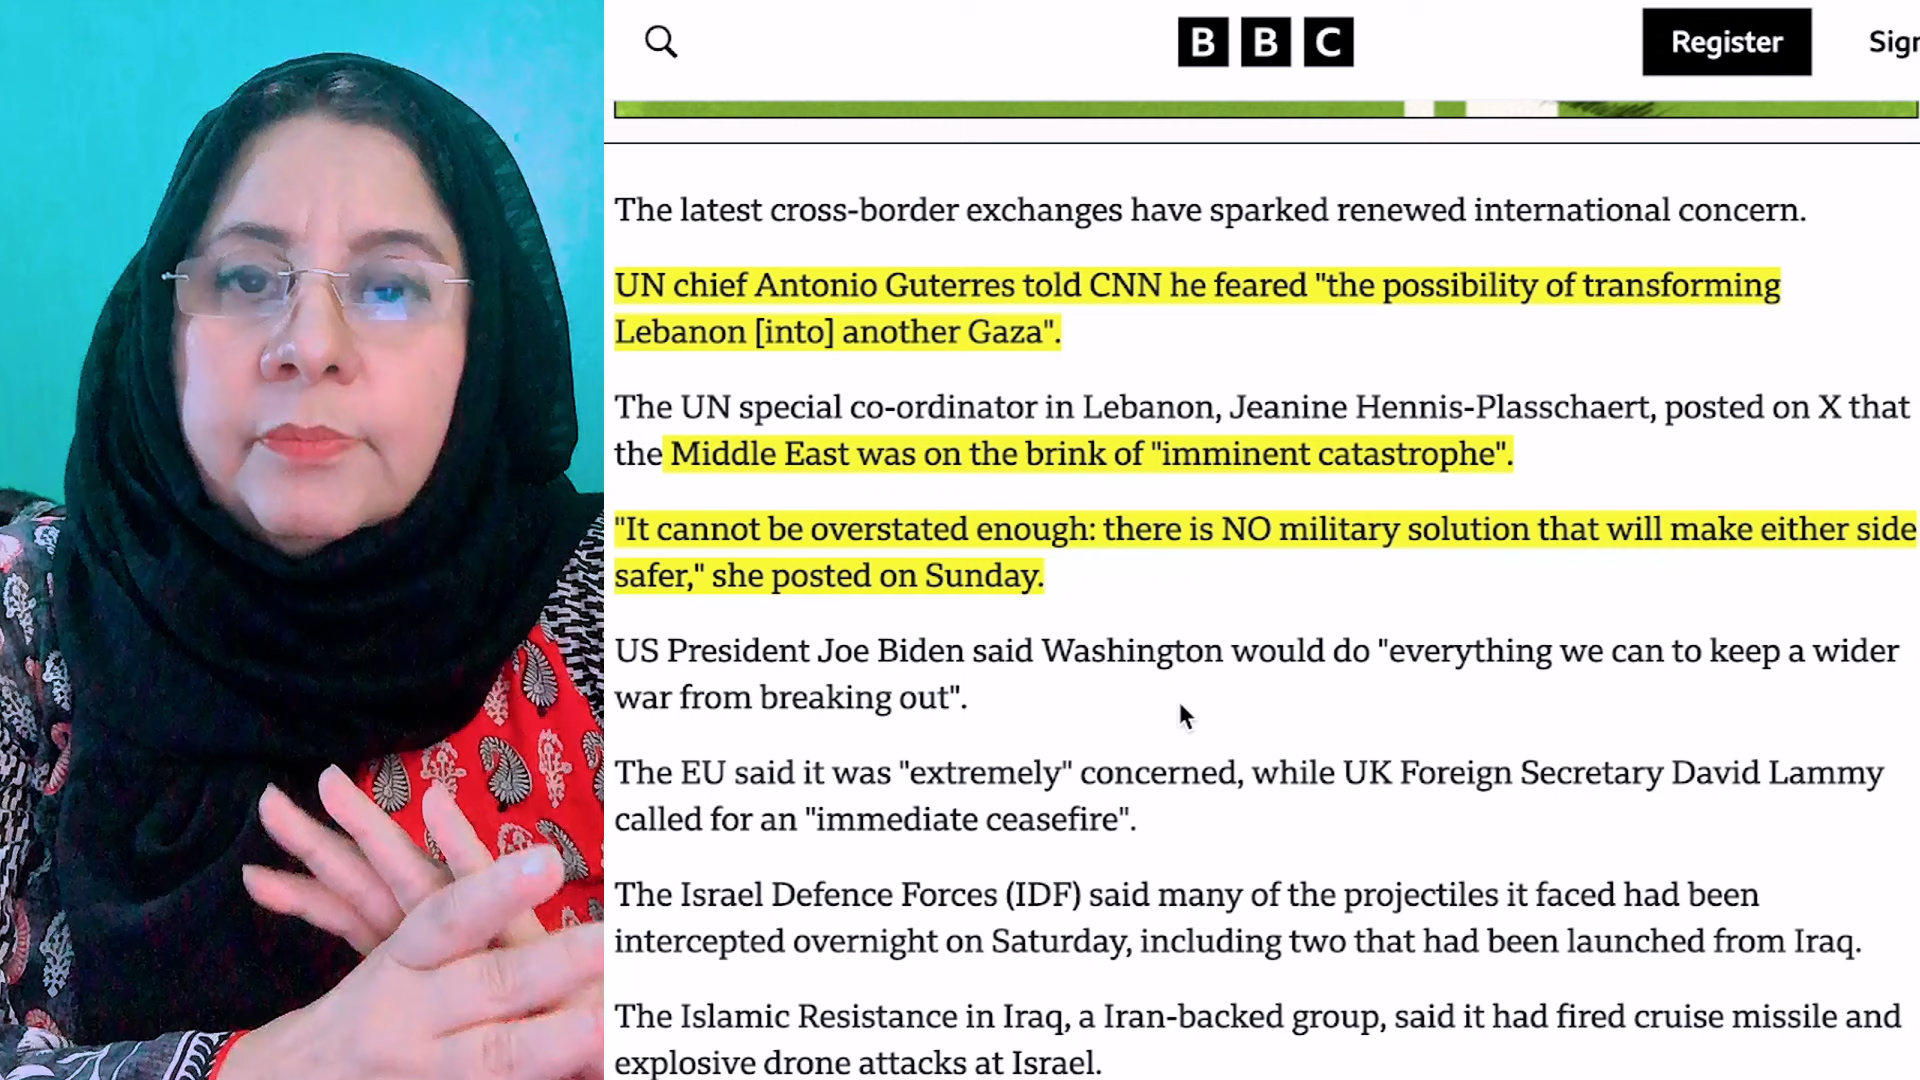 BBC
Register
Sign
The latest cross-border exchanges have sparked renewed international concern.
UN chief Antonio Guterres told CNN he feared "the possibility of transforming
Lebanon [into] another Gaza".
The UN special co-ordinator in Lebanon, Jeanine Hennis-Plasschaert, posted on X that
the Middle East was on the brink of "imminent catastrophe".
"It cannot be overstated enough: there is NO military solution that will make either side
safer," she posted on Sunday.
US President Joe Biden said Washington would do "everything we can to keep a wider
war from breaking out".
The EU said it was "extremely" concerned, while UK Foreign Secretary David Lammy
called for an "immediate ceasefire".
The Israel Defence Forces (IDF) said many of the projectiles it faced had been
intercepted overnight on Saturday, including two that had been launched from Iraq.
The Islamic Resistance in Iraq, a Iran-backed group, said it had fired cruise missile and
explosive drone attacks at Israel.